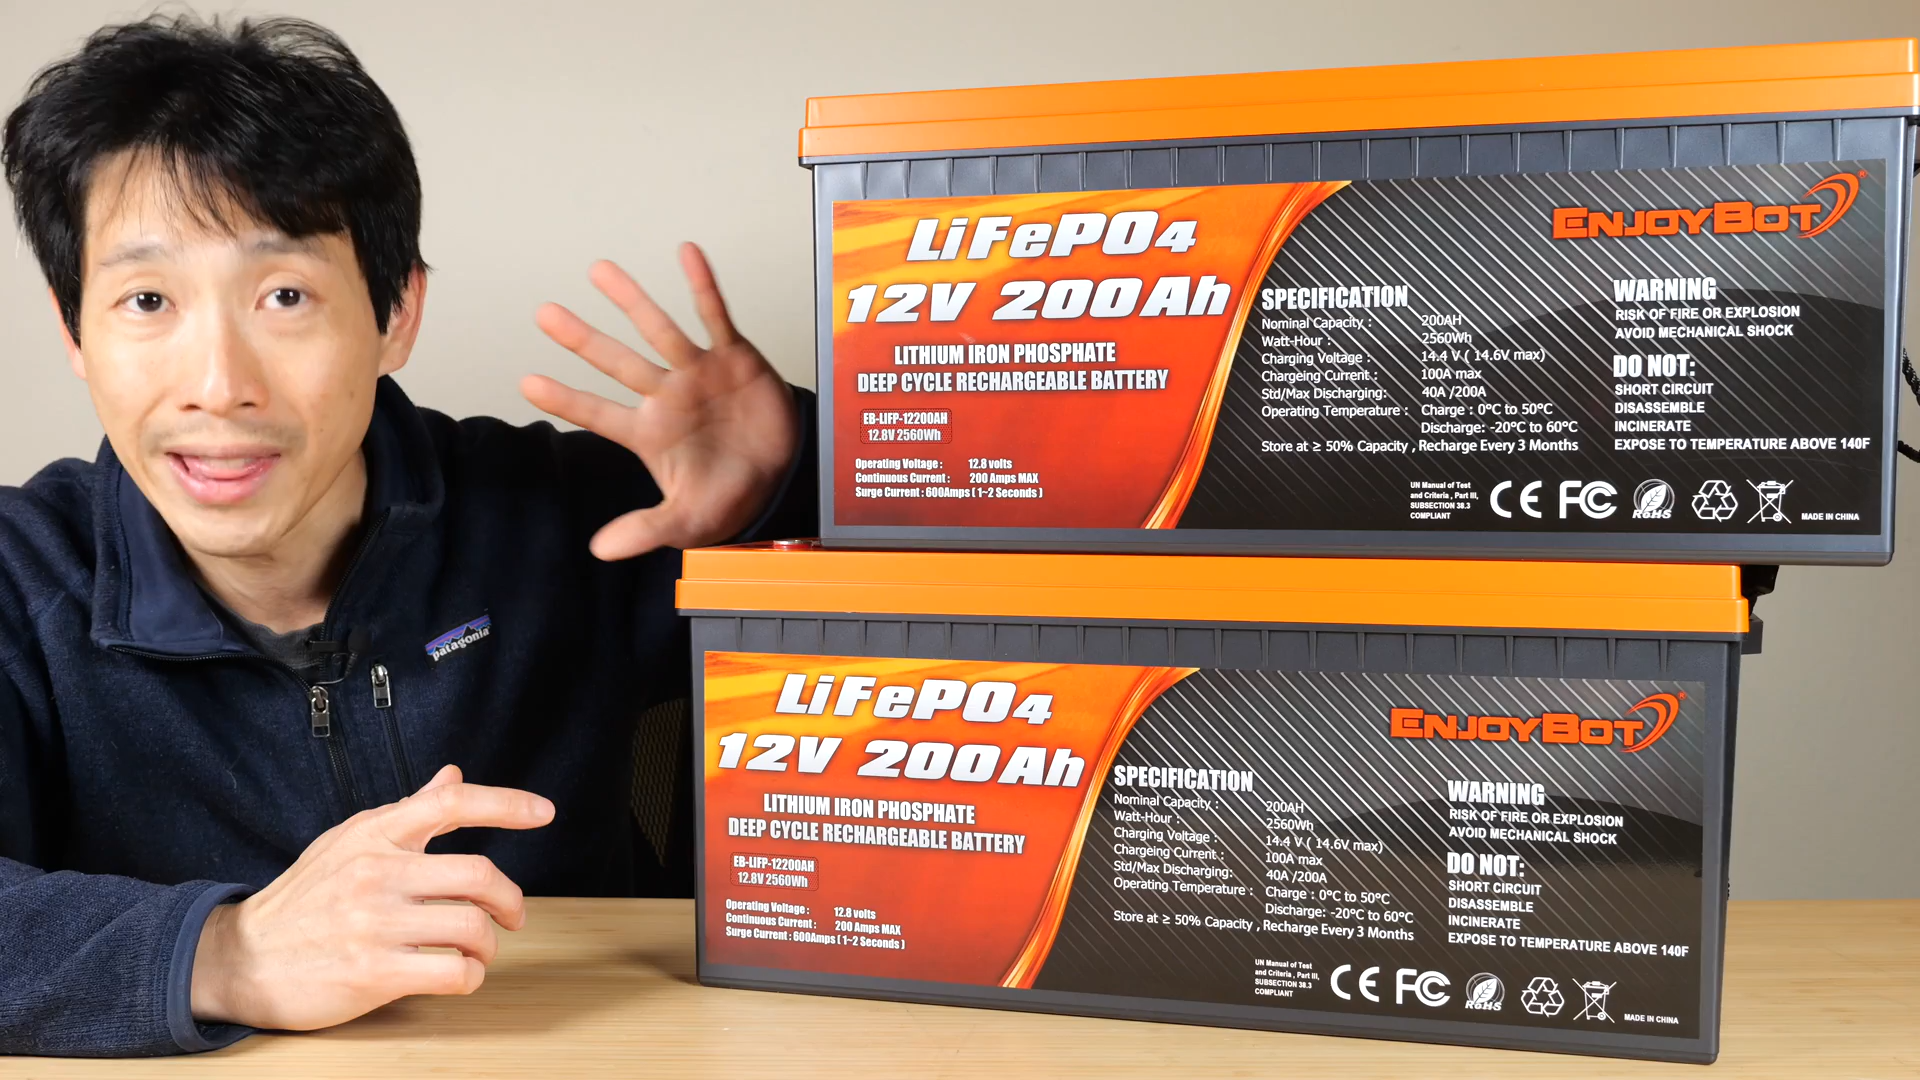 LiFePO4
12V 200Ah
LITHIUM IRON PHOSPHATE
DEEP CYCLE RECHARGEABLE BATTERY
EB-LIFP-12200AH
12.8V 2560Wh
Operating Voltage : 12.8 volts
Continuous Current : 200 Amps MAX
Surge Current : 600Amps ( 1~2 Seconds )
SPECIFICATION
Nominal Capacity : 200AH
Watt-Hour : 2560Wh
Charging Voltage : 14.4 V ( 14.6V max)
Chargeing Current : 100A max
Std/Max Discharging: 40A /200A
Operating Temperature : Charge : 0°C to 50°C
Discharge: -20°C to 60°C
Store at ≥ 50% Capacity , Recharge Every 3 Months
ENJOYBOT®
WARNING
RISK OF FIRE OR EXPLOSION
AVOID MECHANICAL SHOCK
DO NOT:
SHORT CIRCUIT
DISASSEMBLE
INCINERATE
EXPOSE TO TEMPERATURE ABOVE 140F
UN Manual of Test
and Criteria , Part III,
SUBSECTION 38.3
COMPLIANT
CE FCC RoHS MADE IN CHINA
patagonia
LiFePO4
12V 200Ah
LITHIUM IRON PHOSPHATE
DEEP CYCLE RECHARGEABLE BATTERY
EB-LIFP-12200AH
12.8V 2560Wh
Operating Voltage : 12.8 volts
Continuous Current : 200 Amps MAX
Surge Current : 600Amps ( 1~2 Seconds )
SPECIFICATION
Nominal Capacity : 200AH
Watt-Hour : 2560Wh
Charging Voltage : 14.4 V ( 14.6V max)
Chargeing Current : 100A max
Std/Max Discharging: 40A /200A
Operating Temperature : Charge : 0°C to 50°C
Discharge: -20°C to 60°C
Store at ≥ 50% Capacity , Recharge Every 3 Months
ENJOYBOT®
WARNING
RISK OF FIRE OR EXPLOSION
AVOID MECHANICAL SHOCK
DO NOT:
SHORT CIRCUIT
DISASSEMBLE
INCINERATE
EXPOSE TO TEMPERATURE ABOVE 140F
UN Manual of Test
and Criteria , Part III,
SUBSECTION 38.3
COMPLIANT
CE FCC RoHS MADE IN CHINA